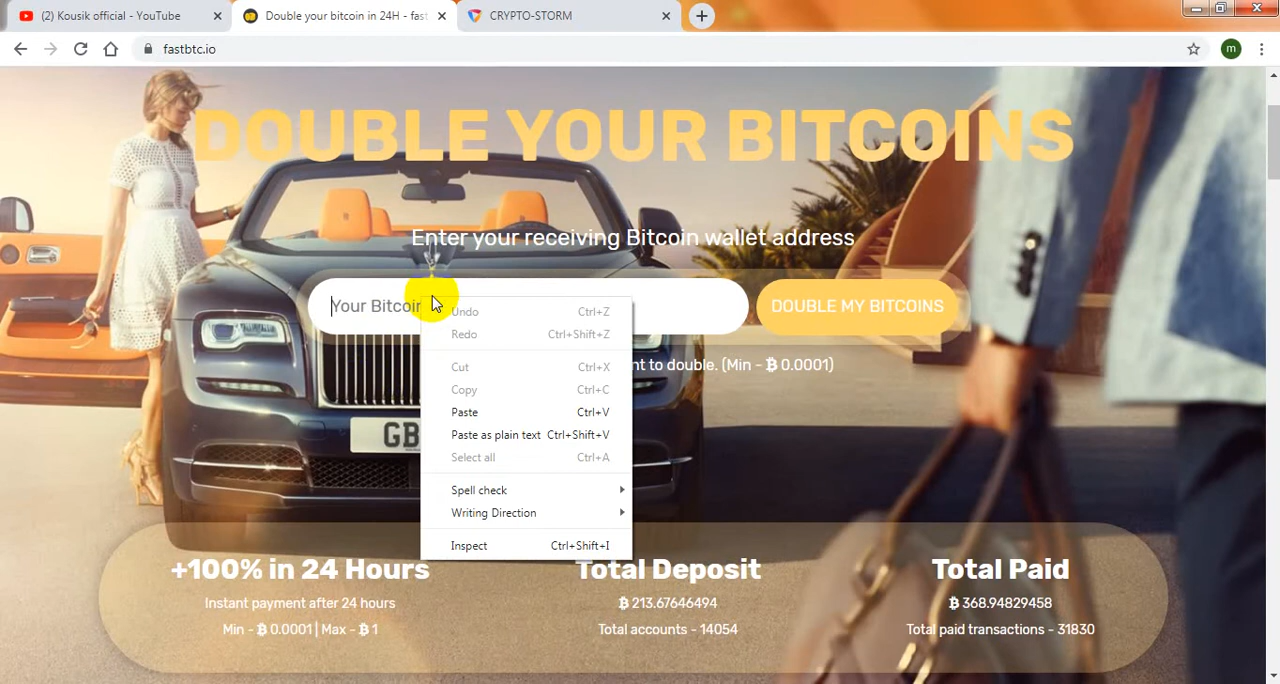 (2) Kousik official - YouTube
Double your bitcoin in 24H - fast
CRYPTO-STORM
fastbtc.io
m
DOUBLE YOUR BITCOINS
Enter your receiving Bitcoin wallet address
Your Bitcoin
DOUBLE MY BITCOINS
nt to double. (Min - ₿ 0.0001)
Undo Ctrl+Z
Redo Ctrl+Shift+Z
Cut Ctrl+X
Copy Ctrl+C
Paste Ctrl+V
Paste as plain text Ctrl+Shift+V
Select all Ctrl+A
Spell check
Writing Direction
Inspect Ctrl+Shift+I
GB
+100% in 24 Hours
Instant payment after 24 hours
Min - ₿ 0.0001 | Max - ₿ 1
Total Deposit
₿ 213.67646494
Total accounts - 14054
Total Paid
₿ 368.94829458
Total paid transactions - 31830